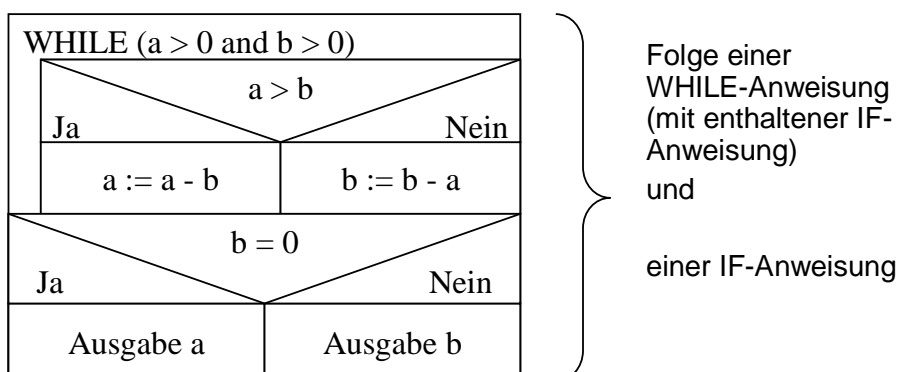 WHILE (a > 0 and b > 0)
a > b
Ja
Nein
a := a - b
b := b - a
b = 0
Ja
Nein
Ausgabe a
Ausgabe b
Folge einer
WHILE-Anweisung
(mit enthaltener IF-
Anweisung)
und
einer IF-Anweisung